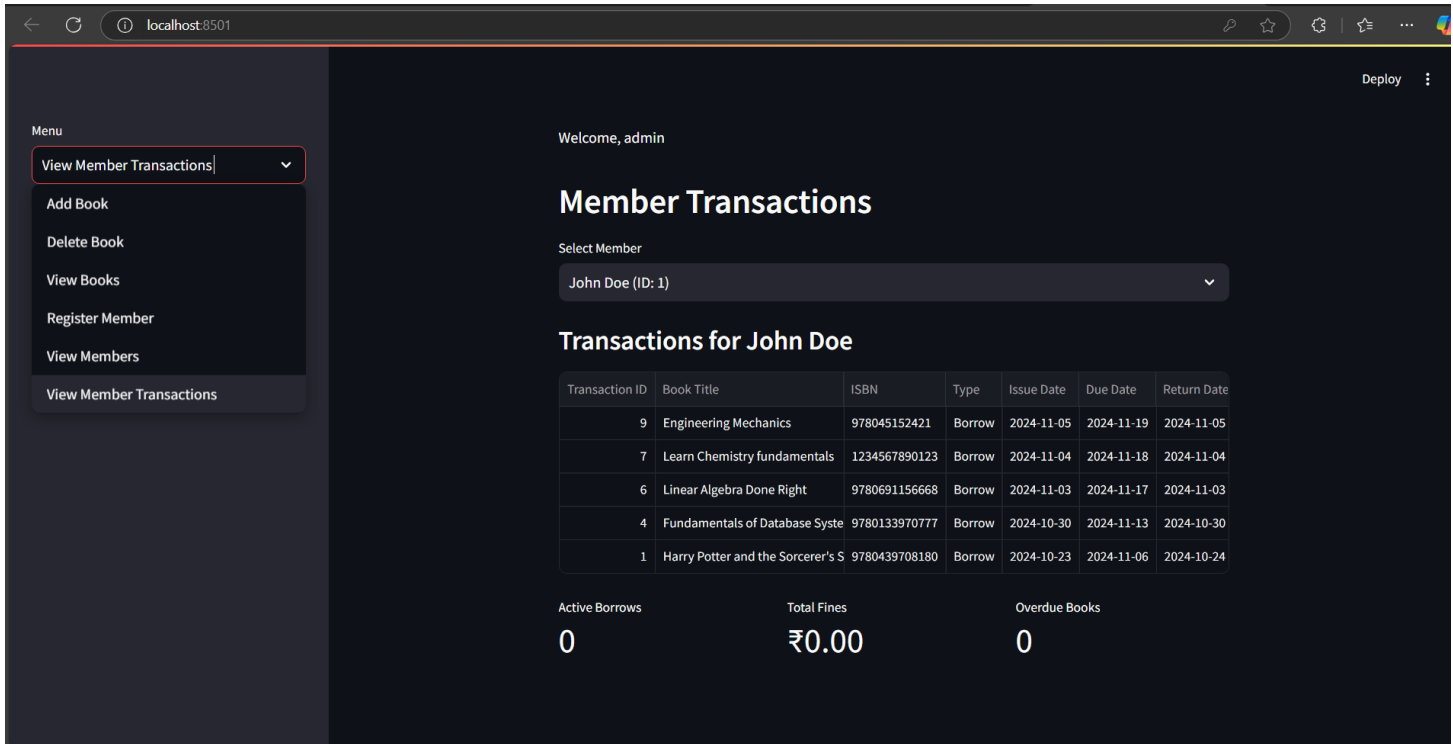 localhost:8501
Deploy
Menu
View Member Transactions
Add Book
Delete Book
View Books
Register Member
View Members
View Member Transactions
Welcome, admin
Member Transactions
Select Member
John Doe (ID: 1)
Transactions for John Doe
Transaction ID Book Title ISBN Type Issue Date Due Date Return Date
9 Engineering Mechanics 978045152421 Borrow 2024-11-05 2024-11-19 2024-11-05
7 Learn Chemistry fundamentals 1234567890123 Borrow 2024-11-04 2024-11-18 2024-11-04
6 Linear Algebra Done Right 9780691156668 Borrow 2024-11-03 2024-11-17 2024-11-03
4 Fundamentals of Database Syste 9780133970777 Borrow 2024-10-30 2024-11-13 2024-10-30
1 Harry Potter and the Sorcerer's S 9780439708180 Borrow 2024-10-23 2024-11-06 2024-10-24
Active Borrows Total Fines Overdue Books
0 ₹0.00 0